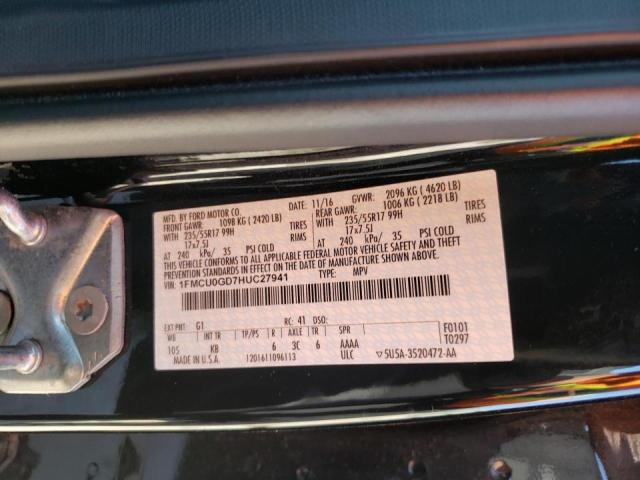 MFD. BY FORD MOTOR CO.
DATE: 11/16 GVWR: 2096 KG ( 4620 LB)
FRONT GAWR: 1098 KG ( 2420 LB) REAR GAWR: 1006 KG ( 2218 LB)
WITH 235/55R17 99H TIRES WITH 235/55R17 99H TIRES
17x7.5J RIMS 17x7.5J RIMS
AT 240 kPa/ 35 PSI COLD AT 240 kPa/ 35 PSI COLD
THIS VEHICLE CONFORMS TO ALL APPLICABLE FEDERAL MOTOR VEHICLE SAFETY AND
THEFT PREVENTION STANDARDS IN EFFECT ON THE DATE OF MANUFACTURE SHOWN ABOVE.
VIN: 1FMCU0GD7HUC27941 TYPE: MPV
EXT PNT: G1 RC: 41 DSO: F0101
WB INT TR TP/PS R AXLE TR SPR T0297
105 KB 6 3C 6 AAAA
MADE IN U.S.A. 1201611096113 ULC 5U5A-3520472-AA